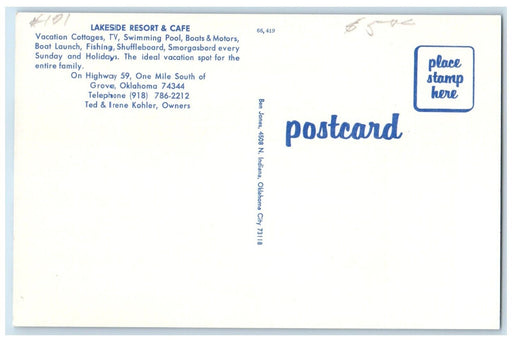 #101
LAKESIDE RESORT & CAFE
Vacation Cottages, TV, Swimming Pool, Boats & Motors,
Boat Launch, Fishing, Shuffleboard, Smorgasbord every
Sunday and Holidays. The ideal vacation spot for the
entire family.
On Highway 59, One Mile South of
Grove, Oklahoma 74344
Telephone (918) 786-2212
Ted & Irene Kohler, Owners
66,419
Ben Jones, 4508 N. Indiana, Oklahoma City 73118
postcard
place
stamp
here